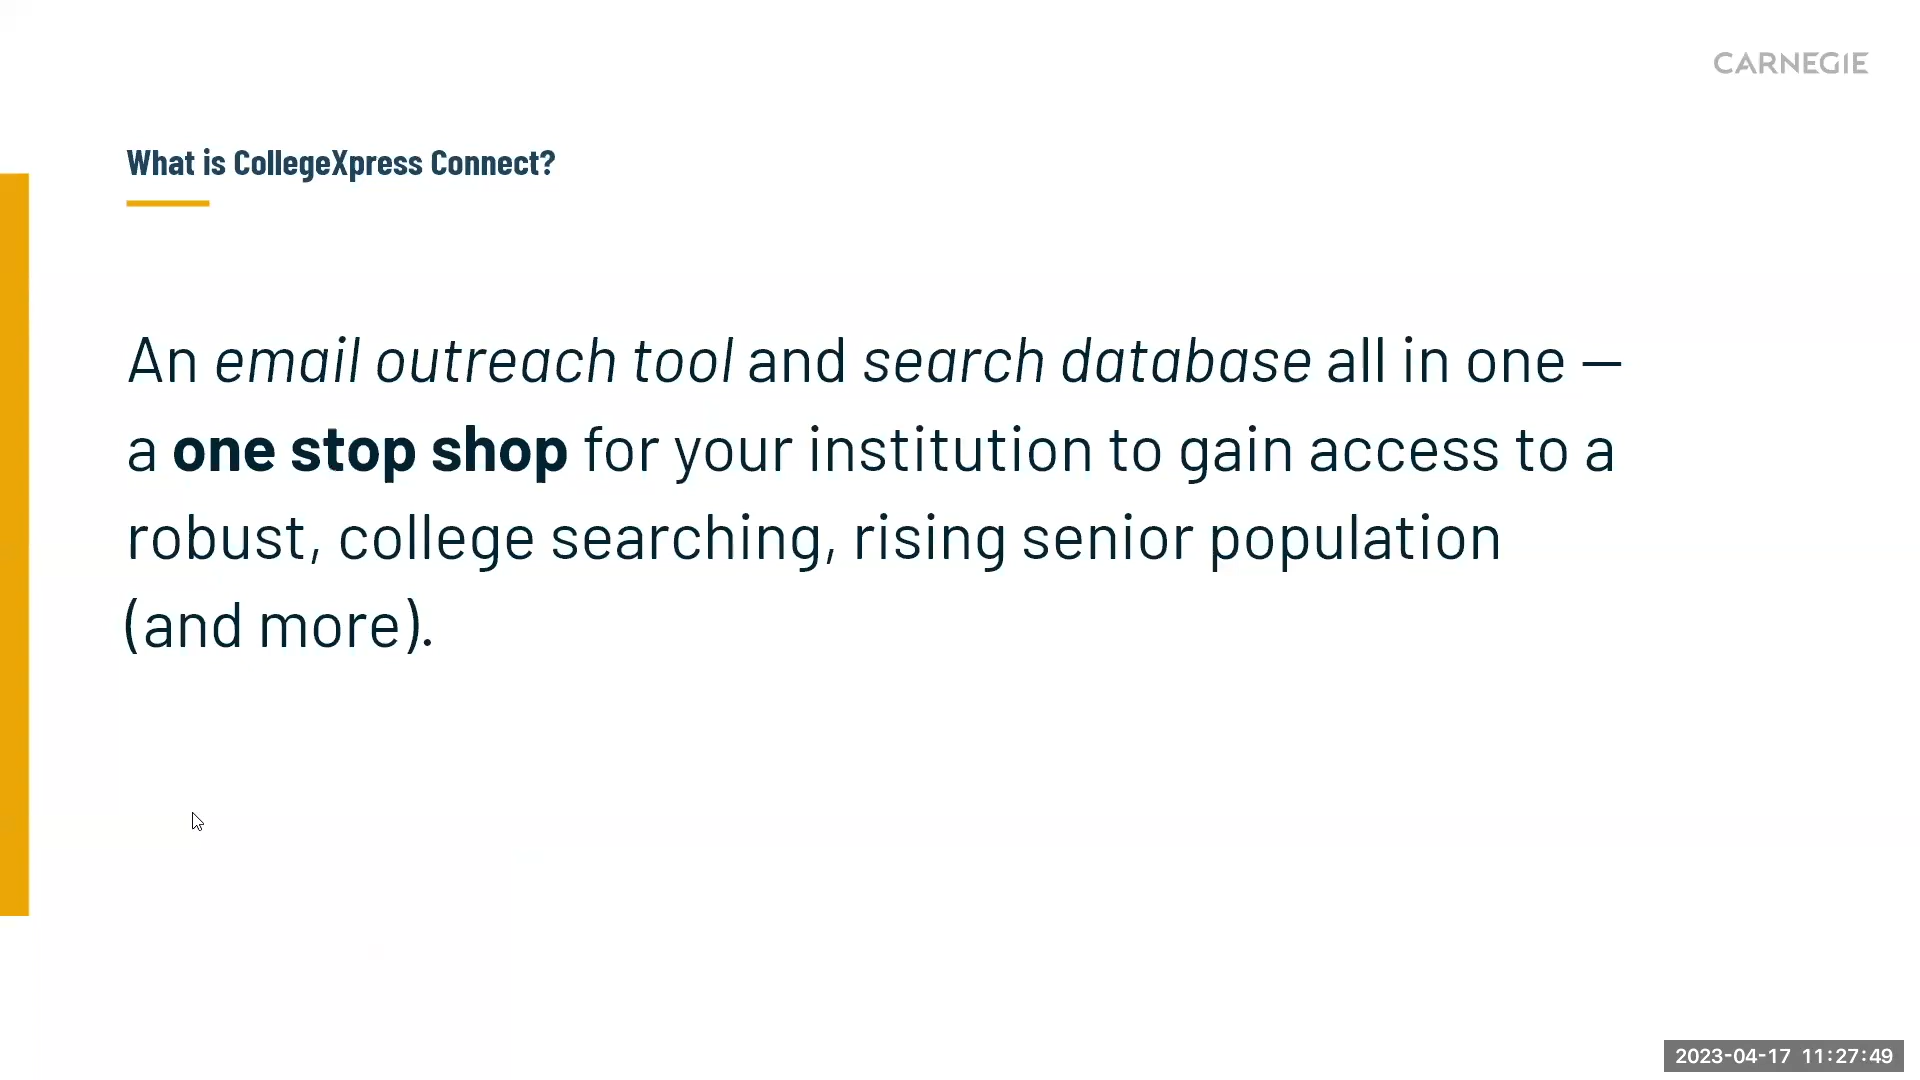 CARNEGIE
What is CollegeXpress Connect?
An email outreach tool and search database all in one —
a one stop shop for your institution to gain access to a
robust, college searching, rising senior population
(and more).
2023-04-17 11:27:49